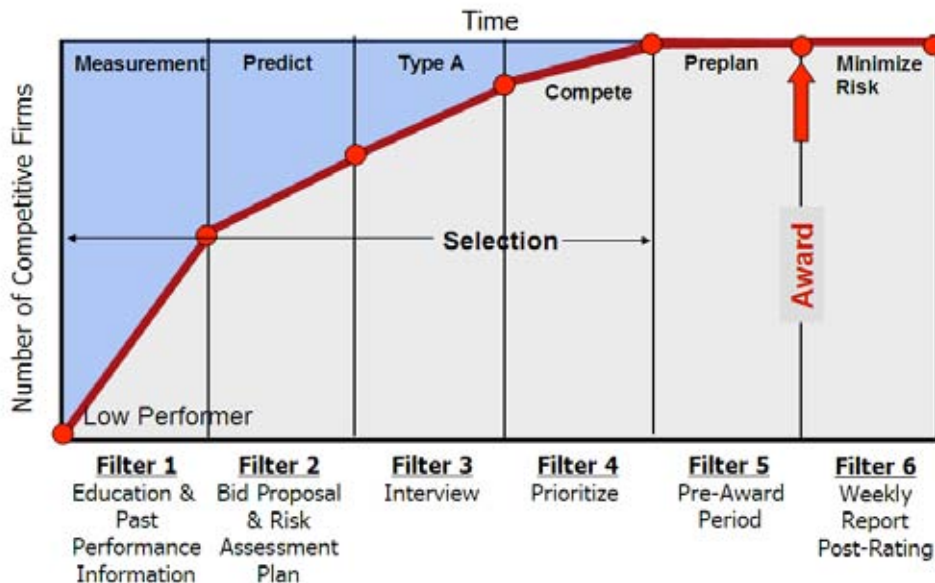 Time
Measurement
Predict
Type A
Compete
Preplan
Minimize
Risk
Number of Competitive Firms
Selection
Award
Low Performer
Filter 1
Education &
Past
Performance
Information
Filter 2
Bid Proposal
& Risk
Assessment
Plan
Filter 3
Interview
Filter 4
Prioritize
Filter 5
Pre-Award
Period
Filter 6
Weekly
Report
Post-Rating